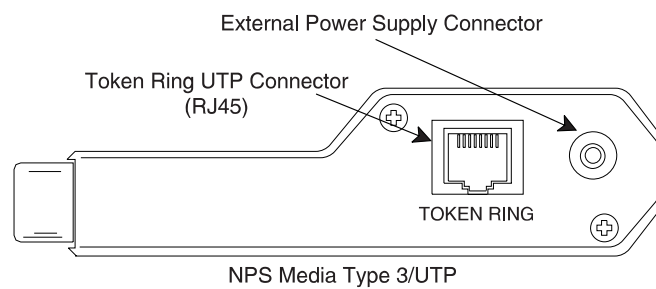 External Power Supply Connector
Token Ring UTP Connector
(RJ45)
TOKEN RING
NPS Media Type 3/UTP